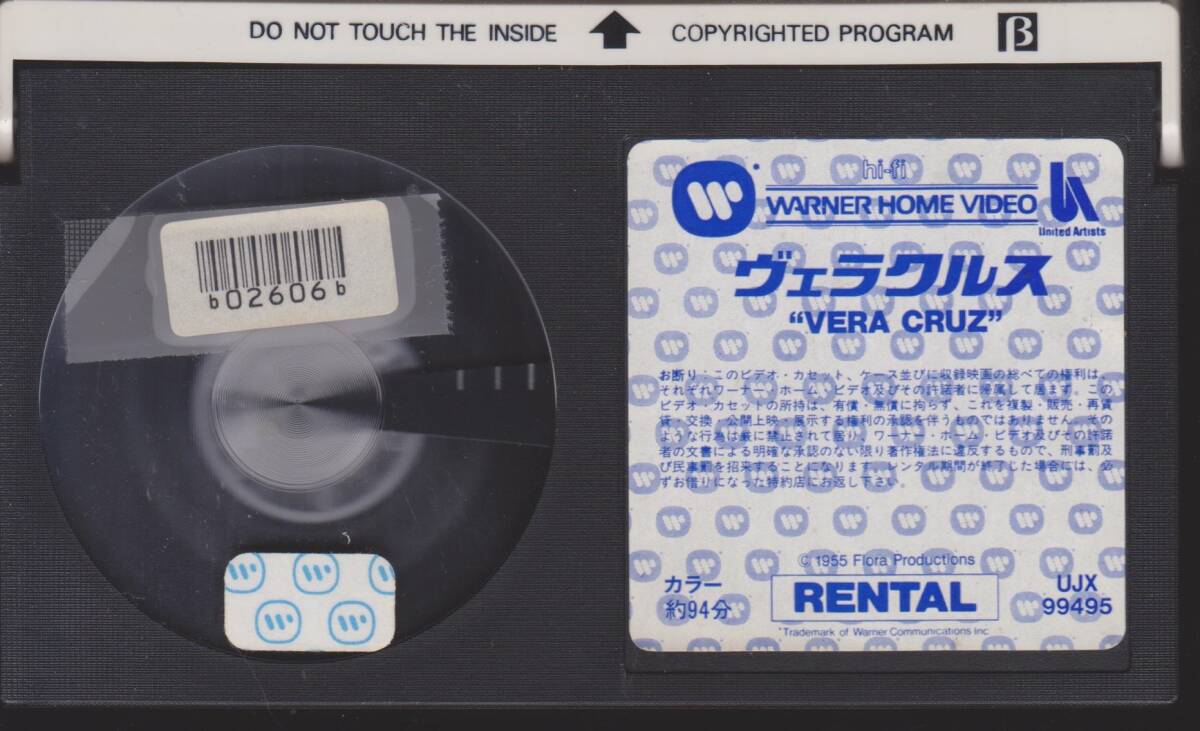 DO NOT TOUCH THE INSIDE COPYRIGHTED PROGRAM β
b02606b
hi-fi
WARNER HOME VIDEO
United Artists
ヴェラクルス
“VERA CRUZ”
お断り:このビデオ・カセット、ケース並びに収録映画の総べての権利は、
それぞれワーナー・ホーム・ビデオ及びその許諾者に帰属して居ます。この
ビデオ・カセットの所持は、有償・無償に拘らず、これを複製・販売・再賃
貸・交換・公開上映・展示する権利の承認を伴うものではありません。その
ような行為は厳に禁止されて居り、ワーナー・ホーム・ビデオ及びその許諾
者の文書による明確な承認のない限り著作権法に違反するもので、刑事罰及
び民事罰を招来することになります。レンタル期間が終了した場合には、必
ずお借りになった特約店にお返し下さい。
© 1955 Flora Productions
カラー
約94分
RENTAL
UJX
99495
*Trademark of Warner Communications Inc